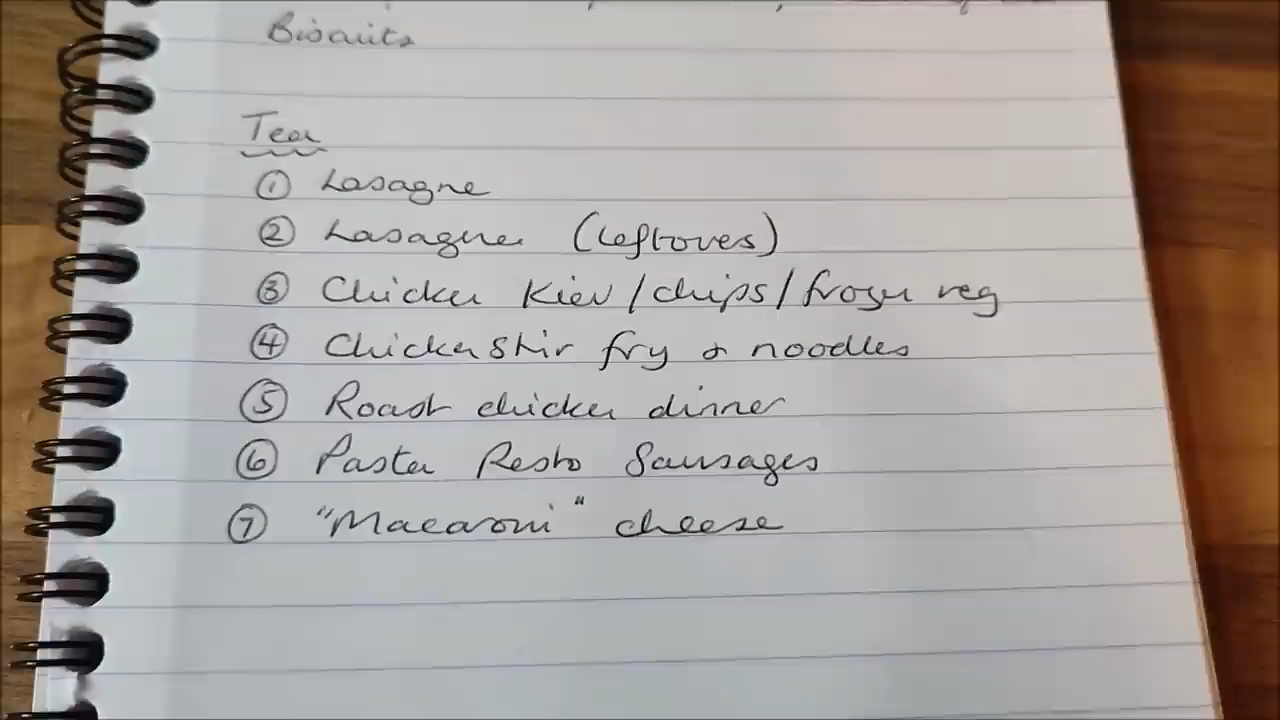 Biscuits
Tea
① Lasagne
② Lasagne (leftovers)
③ Chicken Kiev/chips/frozen veg
④ Chicken Stir fry & noodles
⑤ Roast chicken dinner
⑥ Pasta Pesto Sausages
⑦ "Macaroni" cheese